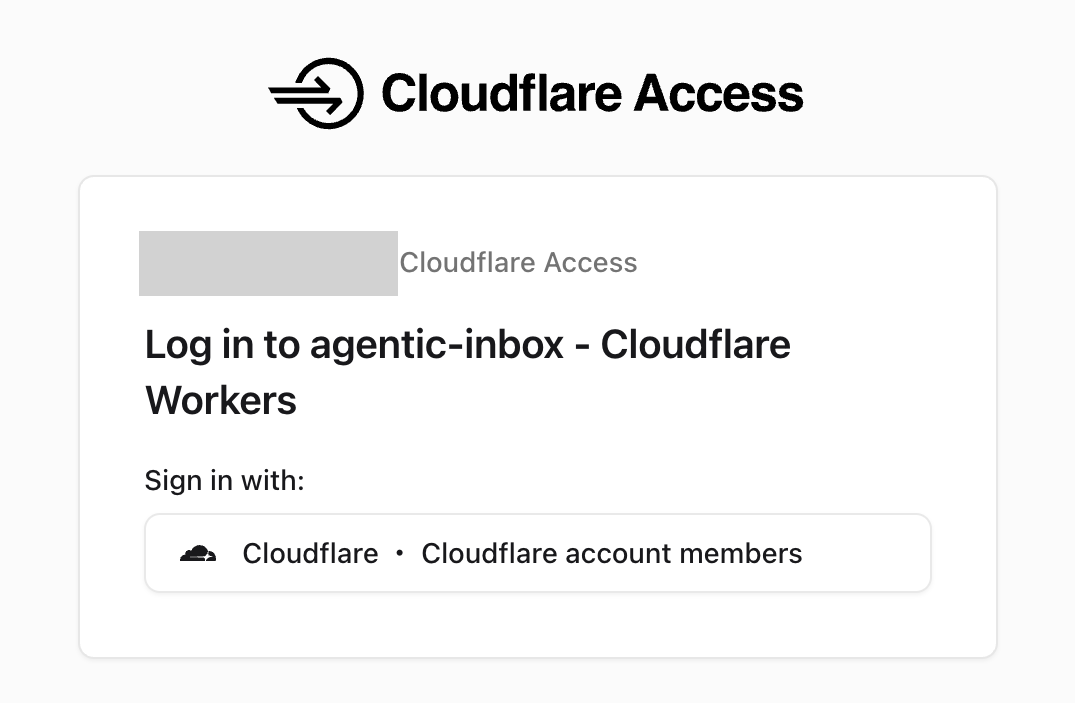 Cloudflare Access
Cloudflare Access
Log in to agentic-inbox - Cloudflare
Workers
Sign in with:
Cloudflare • Cloudflare account members